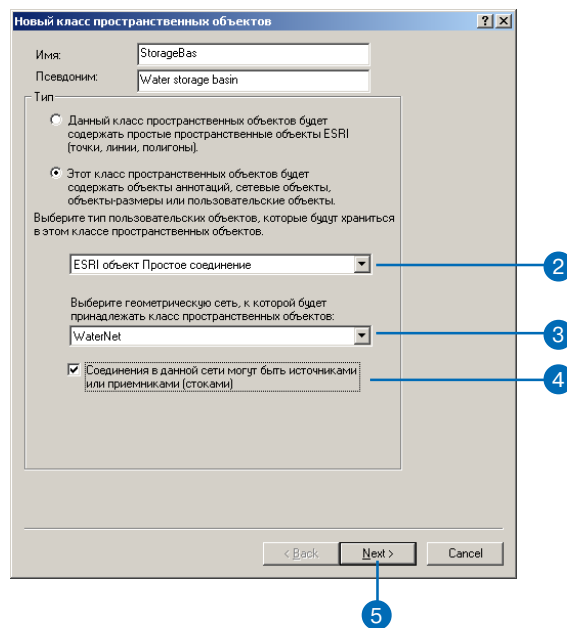 Новый класс пространственных объектов
Имя:
StorageBas
Псевдоним:
Water storage basin
Тип
Данный класс пространственных объектов будет
содержать простые пространственные объекты ESRI
(точки, линии, полигоны).
Этот класс пространственных объектов будет
содержать объекты аннотаций, сетевые объекты,
объекты-размеры или пользовательские объекты.
Выберите тип пользовательских объектов, которые будут храниться
в этом классе пространственных объектов.
ESRI объект Простое соединение
2
Выберите геометрическую сеть, к которой будет
принадлежать класс пространственных объектов:
WaterNet
3
Соединения в данной сети могут быть источниками
или приемниками (стоками)
4
< Back
Next >
Cancel
5